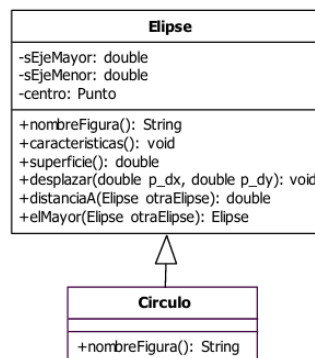 Elipse
-sEjeMayor: double
-sEjeMenor: double
-centro: Punto
+nombreFigura(): String
+caracteristicas(): void
+superficie(): double
+desplazar(double p_dx, double p_dy): void
+distanciaA(Elipse otraElipse): double
+elMayor(Elipse otraElipse): Elipse
Circulo
+nombreFigura(): String